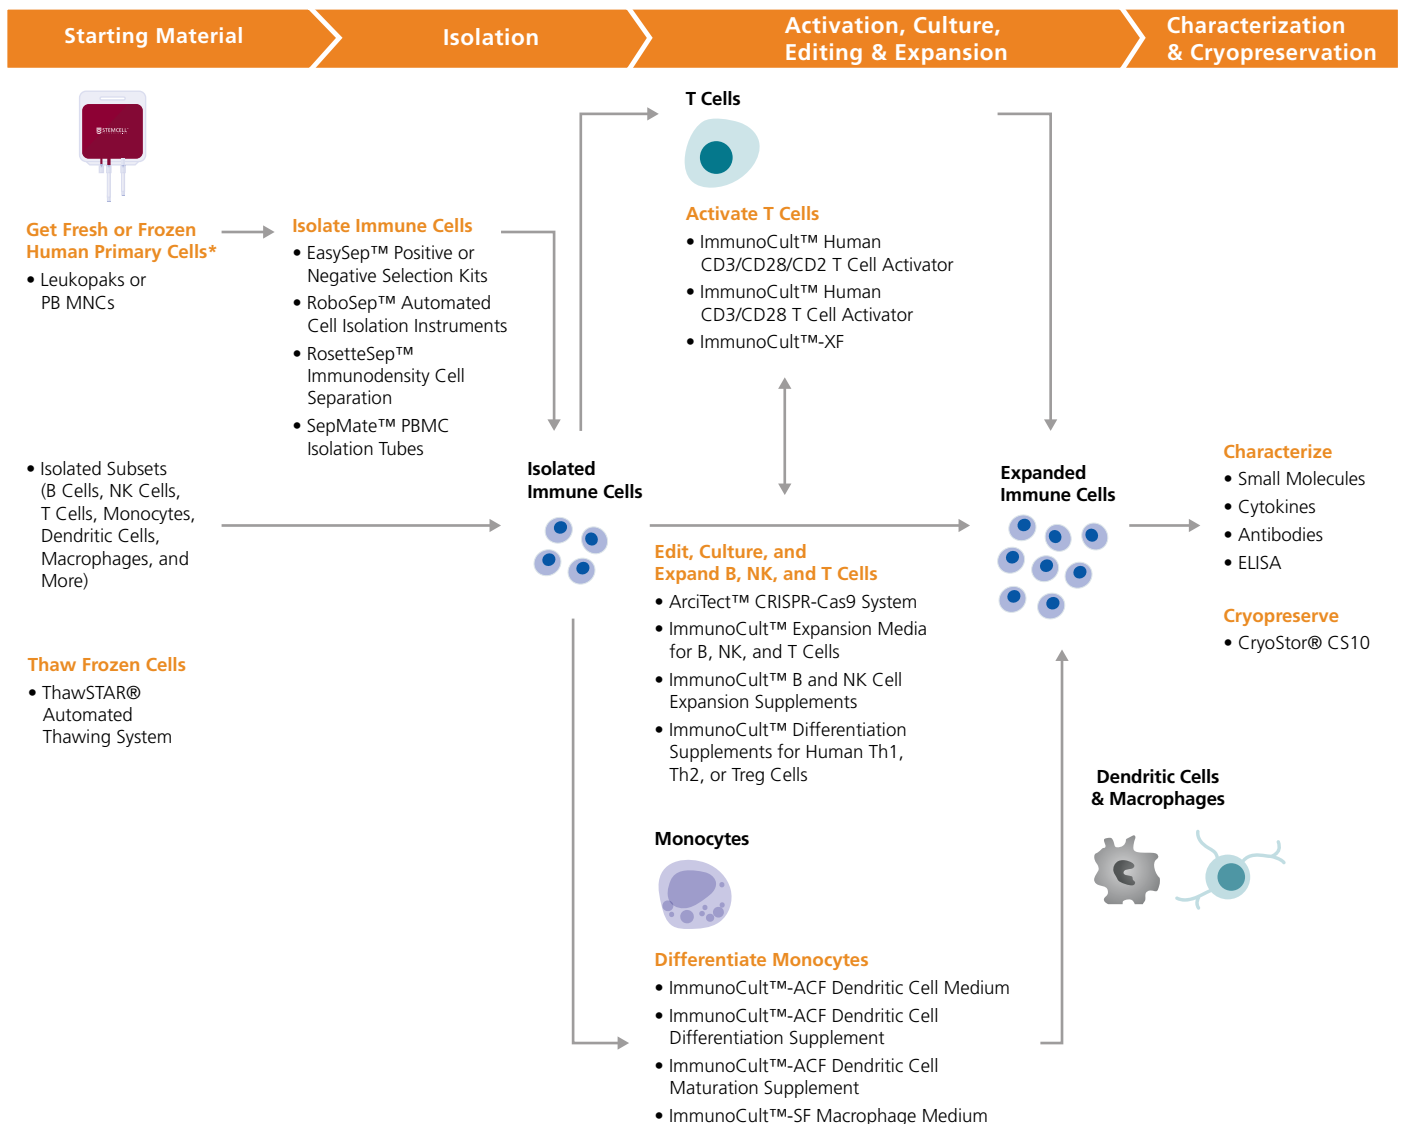 Starting Material
Isolation
Activation, Culture,
Editing & Expansion
Characterization
& Cryopreservation
STEMCELL™
Get Fresh or Frozen
Human Primary Cells*
• Leukopaks or
PB MNCs
• Isolated Subsets
(B Cells, NK Cells,
T Cells, Monocytes,
Dendritic Cells,
Macrophages, and
More)
Thaw Frozen Cells
• ThawSTAR®
Automated
Thawing System
Isolate Immune Cells
• EasySep™ Positive or
Negative Selection Kits
• RoboSep™ Automated
Cell Isolation Instruments
• RosetteSep™
Immunodensity Cell
Separation
• SepMate™ PBMC
Isolation Tubes
Isolated
Immune Cells
T Cells
Activate T Cells
• ImmunoCult™ Human
CD3/CD28/CD2 T Cell Activator
• ImmunoCult™ Human
CD3/CD28 T Cell Activator
• ImmunoCult™-XF
Edit, Culture, and
Expand B, NK, and T Cells
• ArciTect™ CRISPR-Cas9 System
• ImmunoCult™ Expansion Media
for B, NK, and T Cells
• ImmunoCult™ B and NK Cell
Expansion Supplements
• ImmunoCult™ Differentiation
Supplements for Human Th1,
Th2, or Treg Cells
Monocytes
Differentiate Monocytes
• ImmunoCult™-ACF Dendritic Cell Medium
• ImmunoCult™-ACF Dendritic Cell
Differentiation Supplement
• ImmunoCult™-ACF Dendritic Cell
Maturation Supplement
• ImmunoCult™-SF Macrophage Medium
Expanded
Immune Cells
Dendritic Cells
& Macrophages
Characterize
• Small Molecules
• Cytokines
• Antibodies
• ELISA
Cryopreserve
• CryoStor® CS10